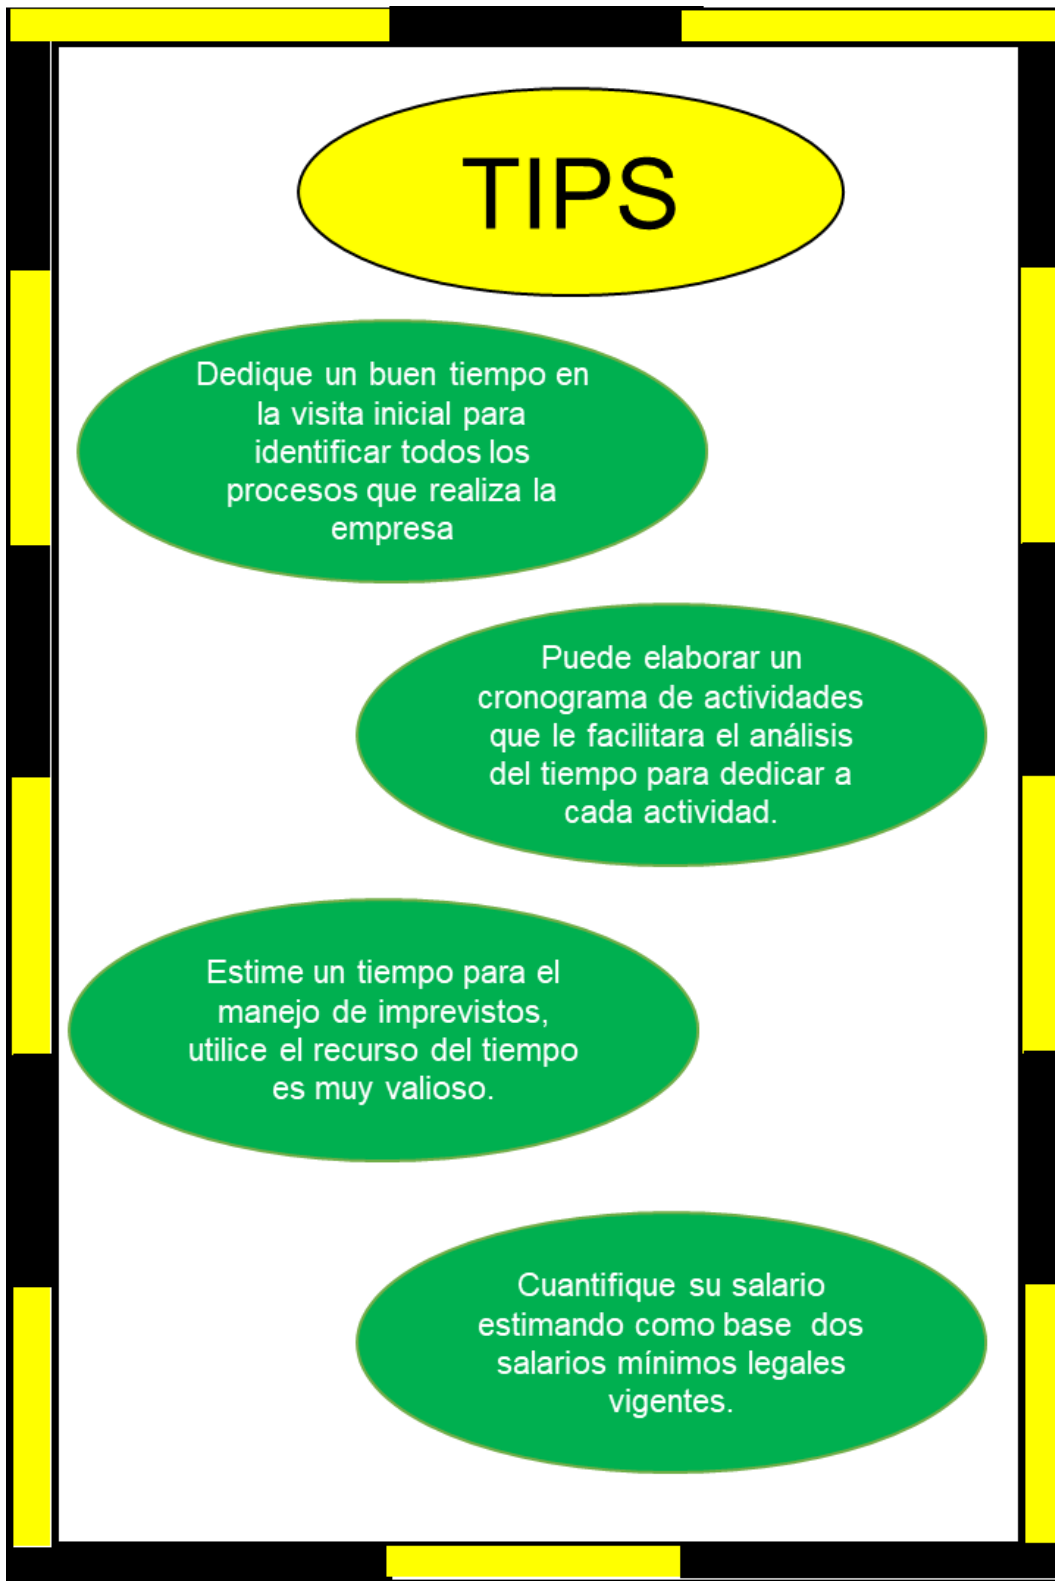 TIPS
Dedique un buen tiempo en
la visita inicial para
identificar todos los
procesos que realiza la
empresa
Puede elaborar un
cronograma de actividades
que le facilitara el análisis
del tiempo para dedicar a
cada actividad.
Estime un tiempo para el
manejo de imprevistos,
utilice el recurso del tiempo
es muy valioso.
Cuantifique su salario
estimando como base dos
salarios mínimos legales
vigentes.